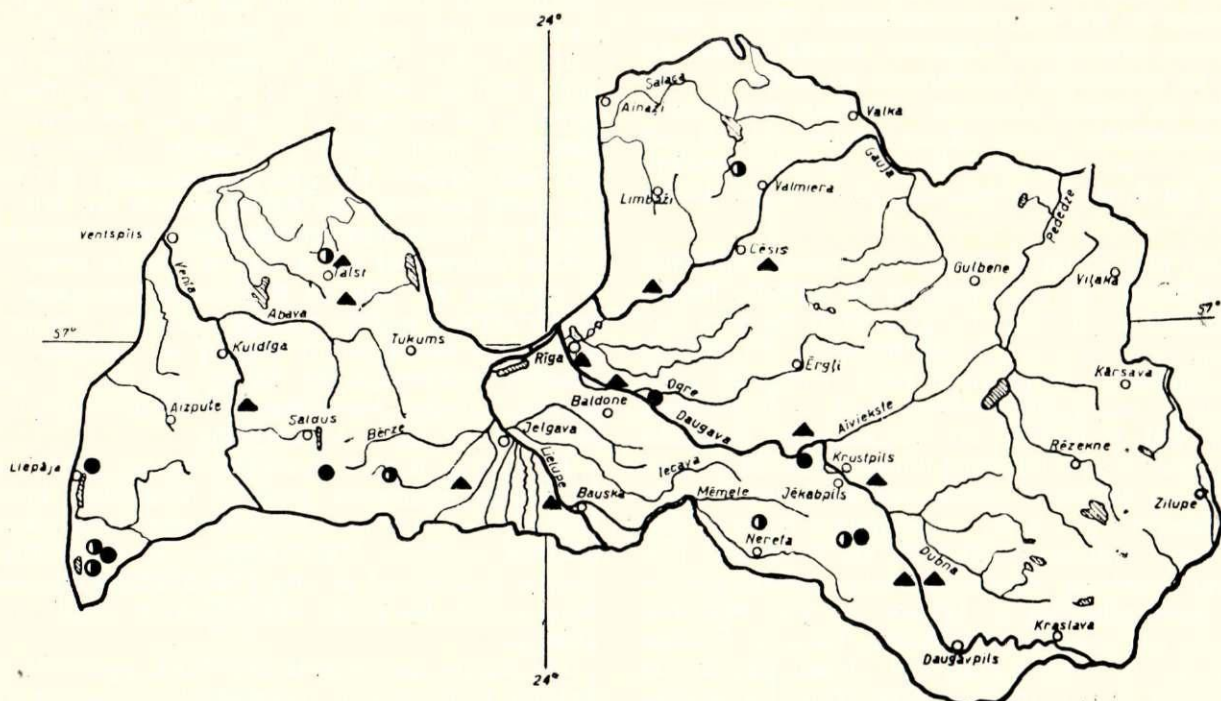 24°
Salaca
Ainaži
Valka
Gauja
Limbaži
Valmiera
Pededze
Ventspils
Cēsis
Talsi
Gulbene
Viļaka
Venta
Abava
57°
57°
Kuldīga
Tukums
Rīga
Ērgļi
Kārsava
Ogre
Aizpute
Baldone
Saldus
Daugava
Aiviekste
Bērze
Jelgava
Rēzekne
Liepāja
Lielupe
Iecava
Krustpils
Bauska
Mēmele
Jēkabpils
Zilupe
Nereta
Dubna
Krāslava
Daugavpils
24°